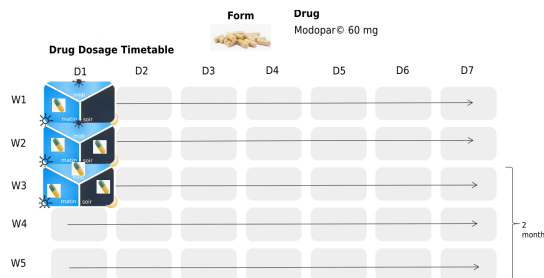 Form
Drug
Modopar© 60 mg
Drug Dosage Timetable
D1 D2 D3 D4 D5 D6 D7
W1
midi
matin soir
W2
midi
matin soir
W3
matin soir
W4
2
month
W5